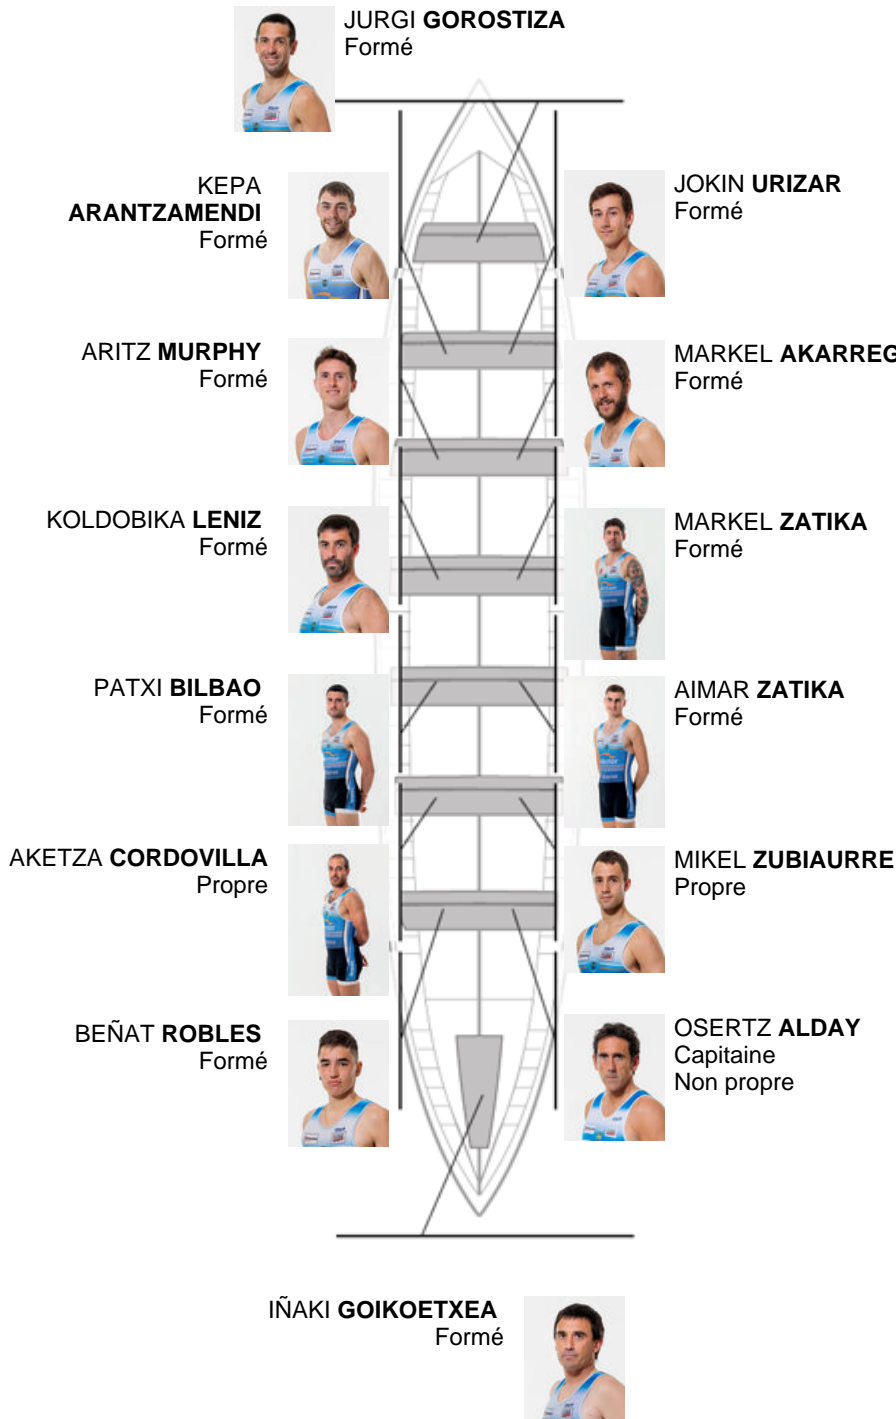 JURGI GOROSTIZA
Formé
KEPA
ARANTZAMENDI
Formé
JOKIN URIZAR
Formé
ARITZ MURPHY
Formé
MARKEL AKARREG
Formé
KOLDOBIKA LENIZ
Formé
MARKEL ZATIKA
Formé
PATXI BILBAO
Formé
AIMAR ZATIKA
Formé
AKETZA CORDOVILLA
Propre
MIKEL ZUBIAURRE
Propre
BEÑAT ROBLES
Formé
OSERTZ ALDAY
Capitaine
Non propre
IÑAKI GOIKOETXEA
Formé